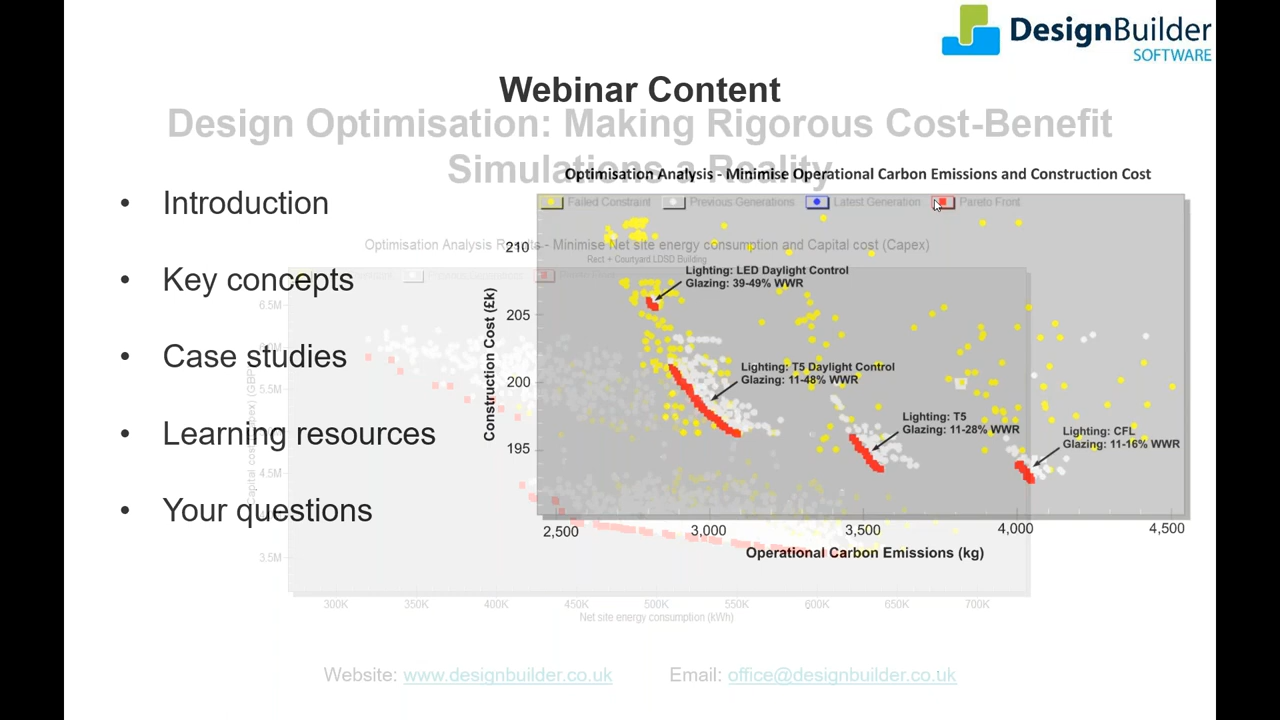 DesignBuilder
SOFTWARE
Webinar Content
Design Optimisation: Making Rigorous Cost-Benefit
Simulations a Reality
• Introduction
• Key concepts
• Case studies
• Learning resources
• Your questions
Optimisation Analysis - Minimise Operational Carbon Emissions and Construction Cost
Failed Constraint
Previous Generations
Latest Generation
Pareto Front
Lighting: LED Daylight Control
Glazing: 39-49% WWR
Lighting: T5 Daylight Control
Glazing: 11-48% WWR
Lighting: T5
Glazing: 11-28% WWR
Lighting: CFL
Glazing: 11-16% WWR
Construction Cost (£k)
210
205
200
195
2,500
3,000
3,500
4,000
4,500
Operational Carbon Emissions (kg)
Optimisation Analysis - Minimise Net site energy consumption and Capital cost (Capex)
Rect + Courtyard LDSD Building
6.5M
5.5M
4.5M
3.5M
300K
350K
400K
450K
500K
550K
600K
650K
700K
Net site energy consumption (kWh)
Website: www.designbuilder.co.uk
Email: office@designbuilder.co.uk